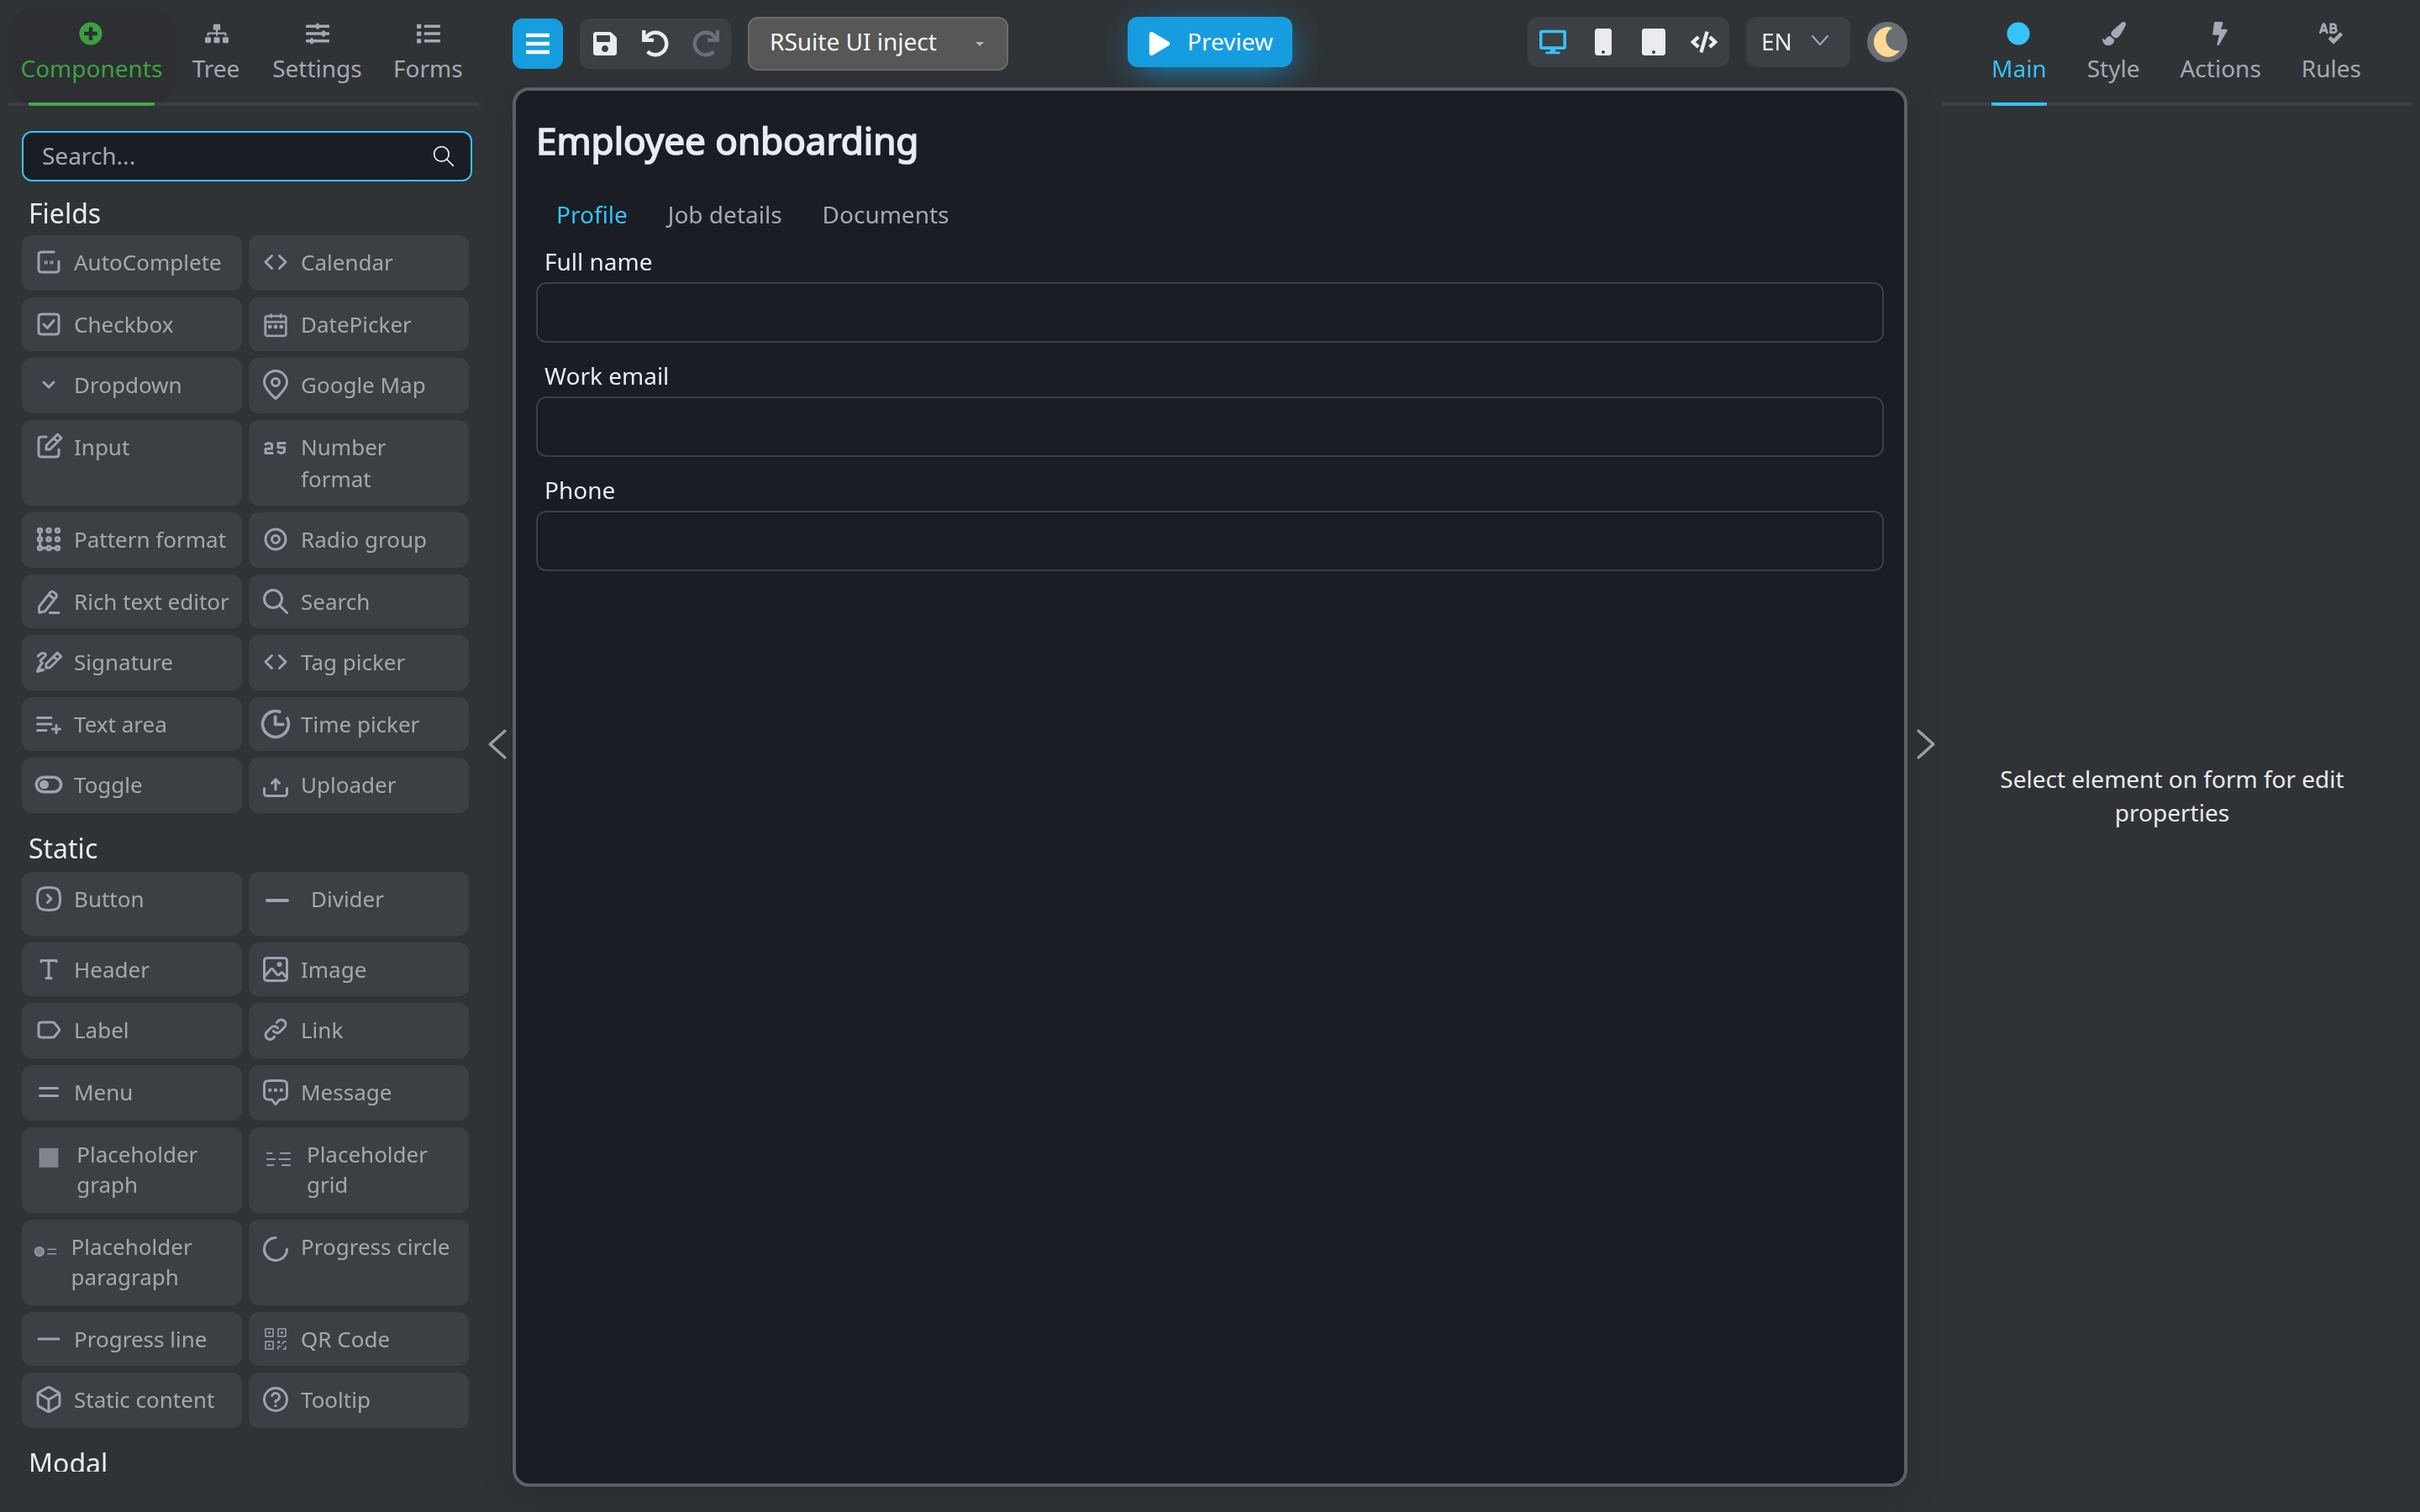 Components
Tree
Settings
Forms
RSuite UI inject
Preview
EN
Main
Style
Actions
AB
Rules
Search...
Fields
AutoComplete
Calendar
Checkbox
DatePicker
Dropdown
Google Map
Input
25 Number
format
Pattern format
Radio group
Rich text editor
Search
Signature
Tag picker
Text area
Time picker
Toggle
Uploader
Static
Button
Divider
Header
Image
Label
Link
Menu
Message
Placeholder
graph
Placeholder
grid
Placeholder
paragraph
Progress circle
Progress line
QR Code
Static content
Tooltip
Modal
Employee onboarding
Profile
Job details
Documents
Full name
Work email
Phone
Select element on form for edit
properties